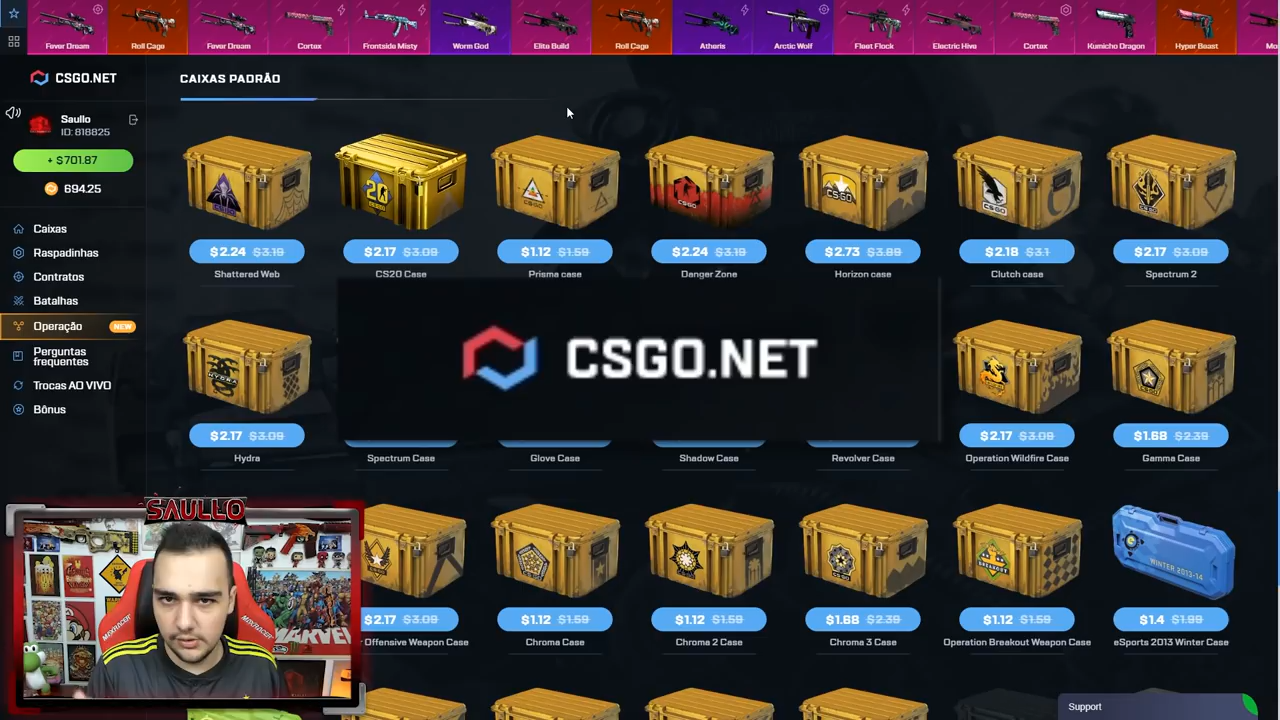 Fever Dream
Roll Cage
Fever Dream
Cortex
Frontside Misty
Worm God
Elite Build
Roll Cage
Atheris
Arctic Wolf
Fleet Flock
Electric Hive
Cortex
Kumicho Dragon
Hyper Beast
CSGO.NET
Saullo
ID: 818825
+ $701.87
694.25
Caixas
Raspadinhas
Contratos
Batalhas
Operação NEW
Perguntas
frequentes
Trocas AO VIVO
Bônus
CAIXAS PADRÃO
$2.24 $3.19
$2.17 $3.09
$1.12 $1.59
$2.24 $3.19
$2.73 $3.89
$2.18 $3.1
$2.17 $3.09
Shattered Web
CS20 Case
Prisma case
Danger Zone
Horizon case
Clutch case
Spectrum 2
CSGO.NET
HYDRA
$2.17 $3.09
$2.17 $3.09
$1.68 $2.39
Hydra
Spectrum Case
Glove Case
Shadow Case
Revolver Case
Operation Wildfire Case
Gamma Case
BREAKOUT
WINTER 2013-14
$2.17 $3.09
$1.12 $1.59
$1.12 $1.59
$1.68 $2.39
$1.12 $1.59
$1.4 $1.99
Offensive Weapon Case
Chroma Case
Chroma 2 Case
Chroma 3 Case
Operation Breakout Weapon Case
eSports 2013 Winter Case
SAULLO
MAXRACER
MAXRACER
MARVEL
Support